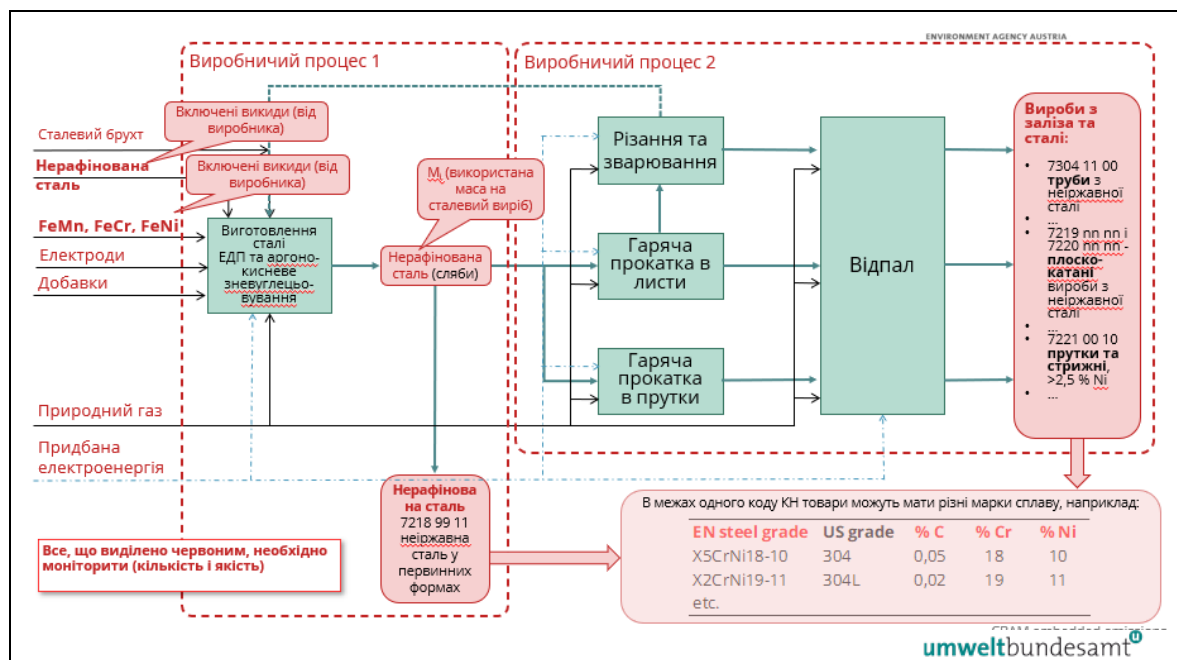 ENVIRONMENT AGENCY AUSTRIA
Виробничий процес 1
Виробничий процес 2
Включені викиди (від
виробника)
Сталевий брухт
Нерафінована
сталь
Включені викиди (від
виробника)
FeMn, FeCr, FeNi
Електроди
Добавки
Виготовлення
сталі
ЕДП та аргоно-
кисневе
зневуглецьо-
вування
Mᵢ (використана
маса на
сталевий виріб)
Нерафінована
сталь (сляби)
Різання та
зварювання
Гаряча
прокатка в
листи
Гаряча
прокатка
в прутки
Відпал
Вироби з
заліза та
сталі:
• 7304 11 00
труби з
неіржавної
сталі
• ...
• 7219 nn nn і
7220 nn nn -
плоско-
катані
вироби з
неіржавної
сталі
• ...
• 7221 00 10
прутки та
стрижні,
>2,5 % Ni
• ...
Природний газ
Придбана
електроенергія
Нерафінова
на сталь
7218 99 11
неіржавна
сталь у
первинних
формах
Все, що виділено червоним, необхідно
моніторити (кількість і якість)
В межах одного коду КН товари можуть мати різні марки сплаву, наприклад:
EN steel grade US grade % C % Cr % Ni
X5CrNi18-10 304 0,05 18 10
X2CrNi19-11 304L 0,02 19 11
etc.
CBAM embedded emissions
umweltbundesamt u